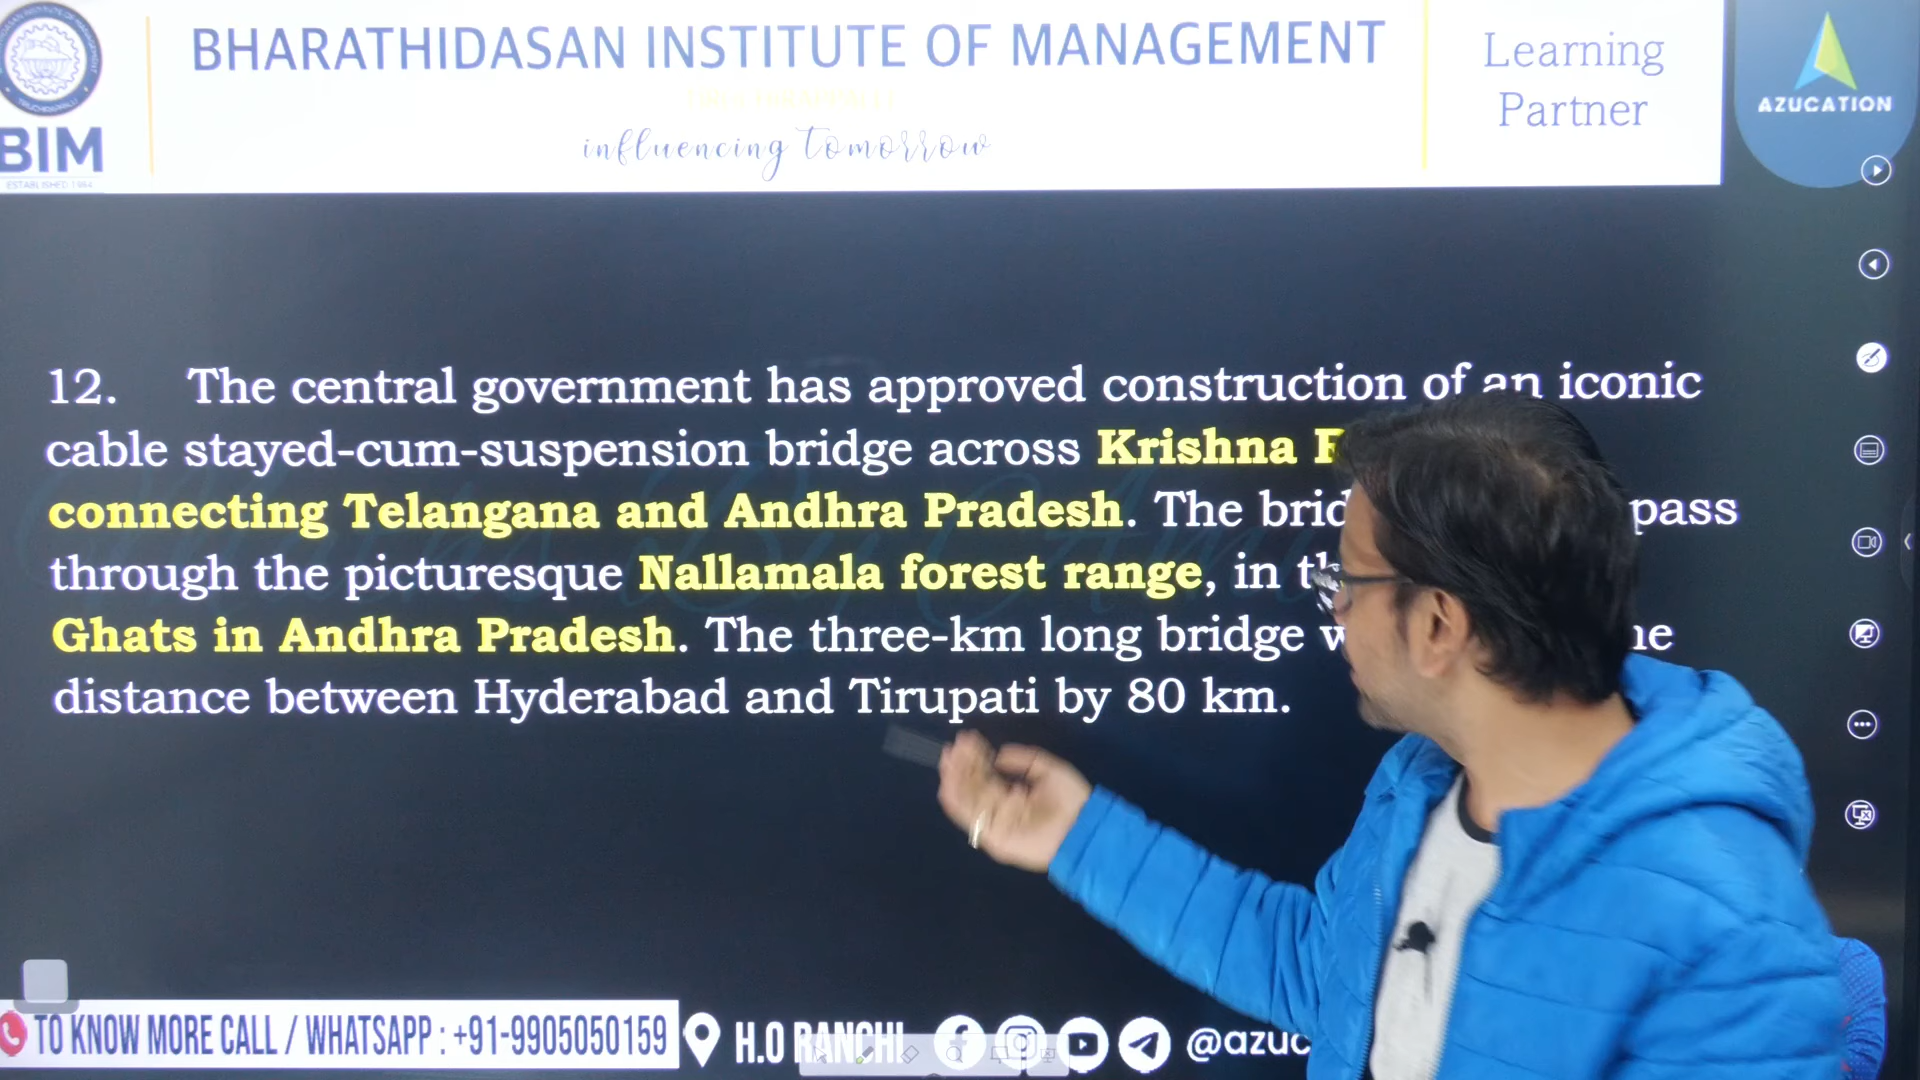 BHARATHIDASAN INSTITUTE OF MANAGEMENT
influencing tomorrow
BIM
ESTABLISHED 1984
Learning
Partner
AZUCATION
12. The central government has approved construction of an iconic
cable stayed-cum-suspension bridge across Krishna
connecting Telangana and Andhra Pradesh. The pass
through the picturesque Nallamala forest range, in
Ghats in Andhra Pradesh. The three-km long bridge
distance between Hyderabad and Tirupati by 80 km.
TO KNOW MORE CALL / WHATSAPP : +91-9905050159
H.O RANCHI